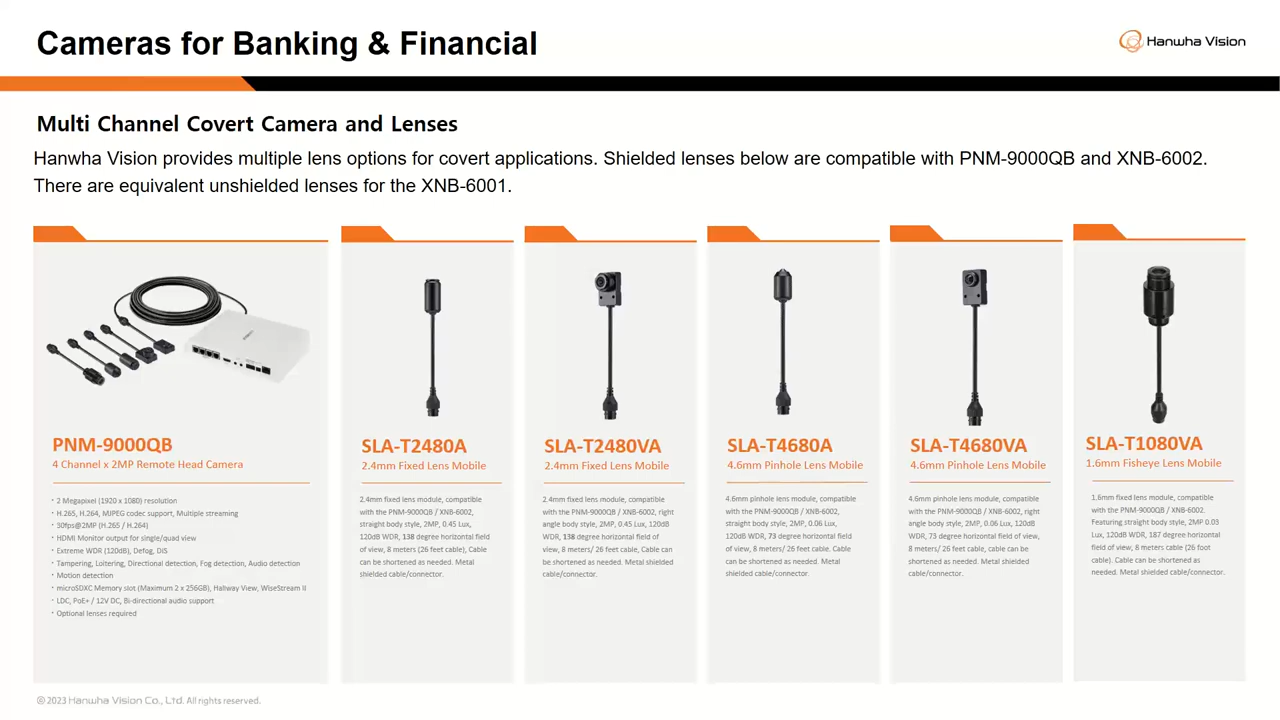 Cameras for Banking & Financial
Hanwha Vision
Multi Channel Covert Camera and Lenses
Hanwha Vision provides multiple lens options for covert applications. Shielded lenses below are compatible with PNM-9000QB and XNB-6002.
There are equivalent unshielded lenses for the XNB-6001.
PNM-9000QB
4 Channel x 2MP Remote Head Camera
• 2 Megapixel (1920 x 1080) resolution
• H.265, H.264, MJPEG codec support, Multiple streaming
• 30fps@2MP (H.265 / H.264)
• HDMI Monitor output for single/quad view
• Extreme WDR (120dB), Defog, DIS
• Tampering, Loitering, Directional detection, Fog detection, Audio detection
• Motion detection
• microSDXC Memory slot (Maximum 2 x 256GB), Hallway View, WiseStream II
• LDC, PoE+ / 12V DC, Bi-directional audio support
• Optional lenses required
SLA-T2480A
2.4mm Fixed Lens Mobile
2.4mm fixed lens module, compatible
with the PNM-9000QB / XNB-6002,
straight body style, 2MP, 0.45 Lux,
120dB WDR, 138 degree horizontal field
of view, 8 meters (26 feet cable), Cable
can be shortened as needed. Metal
shielded cable/connector.
SLA-T2480VA
2.4mm Fixed Lens Mobile
2.4mm fixed lens module, compatible
with the PNM-9000QB / XNB-6002, right
angle body style, 2MP, 0.45 Lux, 120dB
WDR, 138 degree horizontal field of
view, 8 meters/ 26 feet cable, Cable can
be shortened as needed. Metal shielded
cable/connector.
SLA-T4680A
4.6mm Pinhole Lens Mobile
4.6mm pinhole lens module, compatible
with the PNM-9000QB / XNB-6002,
straight body style, 2MP, 0.06 Lux,
120dB WDR, 73 degree horizontal field
of view, 8 meters/ 26 feet cable, Cable
can be shortened as needed. Metal
shielded cable/connector.
SLA-T4680VA
4.6mm Pinhole Lens Mobile
4.6mm pinhole lens module, compatible
with the PNM-9000QB / XNB-6002, right
angle body style, 2MP, 0.06 Lux, 120dB
WDR, 73 degree horizontal field of view,
8 meters/ 26 feet cable, cable can be
shortened as needed. Metal shielded
cable/connector.
SLA-T1080VA
1.6mm Fisheye Lens Mobile
1.6mm fixed lens module, compatible
with the PNM-9000QB / XNB-6002.
Featuring straight body style, 2MP 0.03
Lux, 120dB WDR, 187 degree horizontal
field of view, 8 meters cable (26 foot
cable). Cable can be shortened as
needed. Metal shielded cable/connector.
© 2023 Hanwha Vision Co., Ltd. All rights reserved.